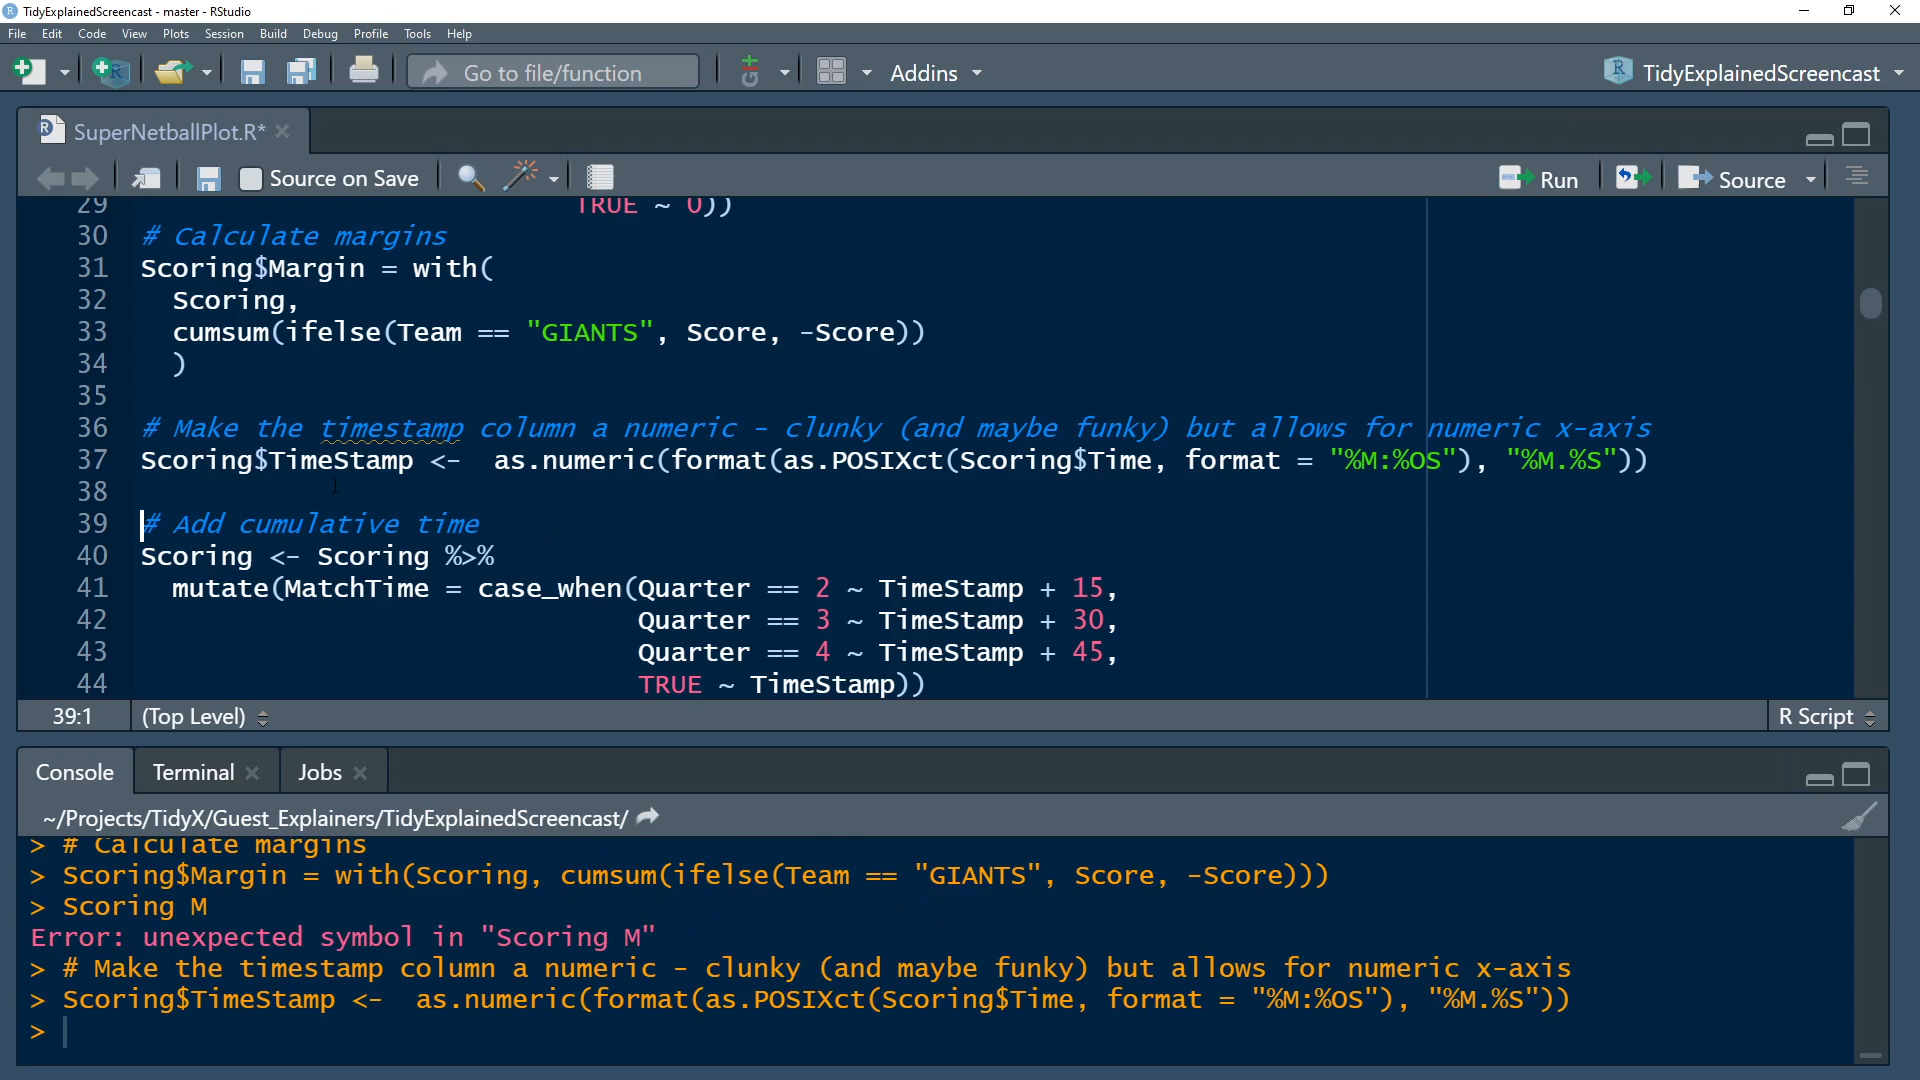 TidyExplainedScreencast - master - RStudio
File Edit Code View Plots Session Build Debug Profile Tools Help
Go to file/function
Addins
TidyExplainedScreencast
SuperNetballPlot.R*
Source on Save
Run
Source
29 TRUE ~ 0))
30 # Calculate margins
31 Scoring$Margin = with(
32 Scoring,
33 cumsum(ifelse(Team == "GIANTS", Score, -Score))
34 )
35
36 # Make the timestamp column a numeric - clunky (and maybe funky) but allows for numeric x-axis
37 Scoring$TimeStamp <-  as.numeric(format(as.POSIXct(Scoring$Time, format = "%M:%OS"), "%M.%S"))
38
39 # Add cumulative time
40 Scoring <- Scoring %>%
41 mutate(MatchTime = case_when(Quarter == 2 ~ TimeStamp + 15,
42 Quarter == 3 ~ TimeStamp + 30,
43 Quarter == 4 ~ TimeStamp + 45,
44 TRUE ~ TimeStamp))
39:1 (Top Level) R Script
Console Terminal Jobs
~/Projects/TidyX/Guest_Explainers/TidyExplainedScreencast/
> # Calculate margins
> Scoring$Margin = with(Scoring, cumsum(ifelse(Team == "GIANTS", Score, -Score)))
> Scoring M
Error: unexpected symbol in "Scoring M"
> # Make the timestamp column a numeric - clunky (and maybe funky) but allows for numeric x-axis
> Scoring$TimeStamp <-  as.numeric(format(as.POSIXct(Scoring$Time, format = "%M:%OS"), "%M.%S"))
>